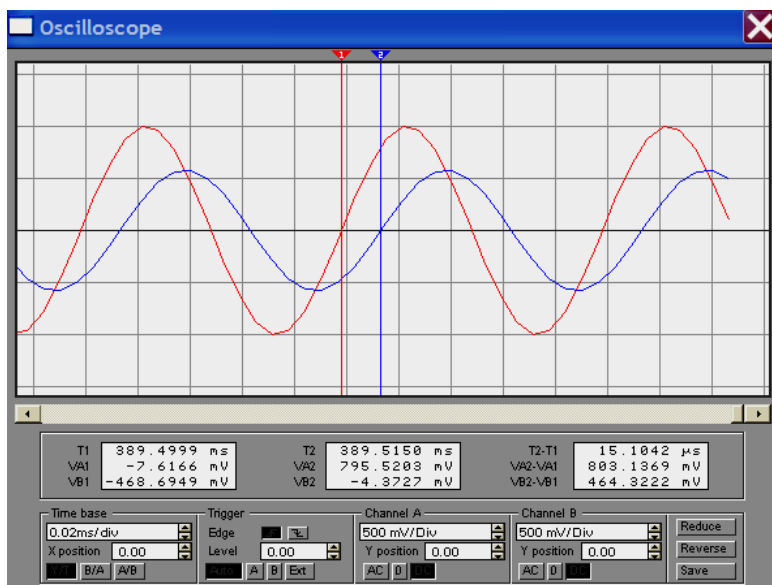 Oscilloscope
1 2
T1 389.4999 ms T2 389.5150 ms T2-T1 15.1042 µs
VA1 -7.6166 mV VA2 795.5203 mV VA2-VA1 803.1369 mV
VB1 -468.6949 mV VB2 -4.3727 mV VB2-VB1 464.3222 mV
Time base Trigger Channel A Channel B
0.02ms/div Edge 500 mV/Div 500 mV/Div Reduce
X position 0.00 Level 0.00 Y position 0.00 Y position 0.00 Reverse
Y/T B/A A/B Auto A B Ext AC 0 DC AC 0 DC Save